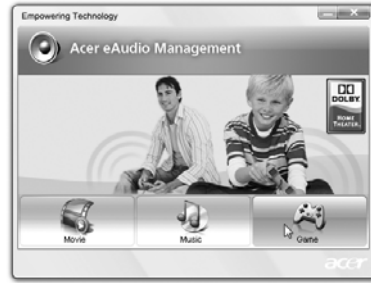 Empowering Technology
Acer eAudio Management
DOLBY
HOME
THEATER
Movie
Music
Game
acer